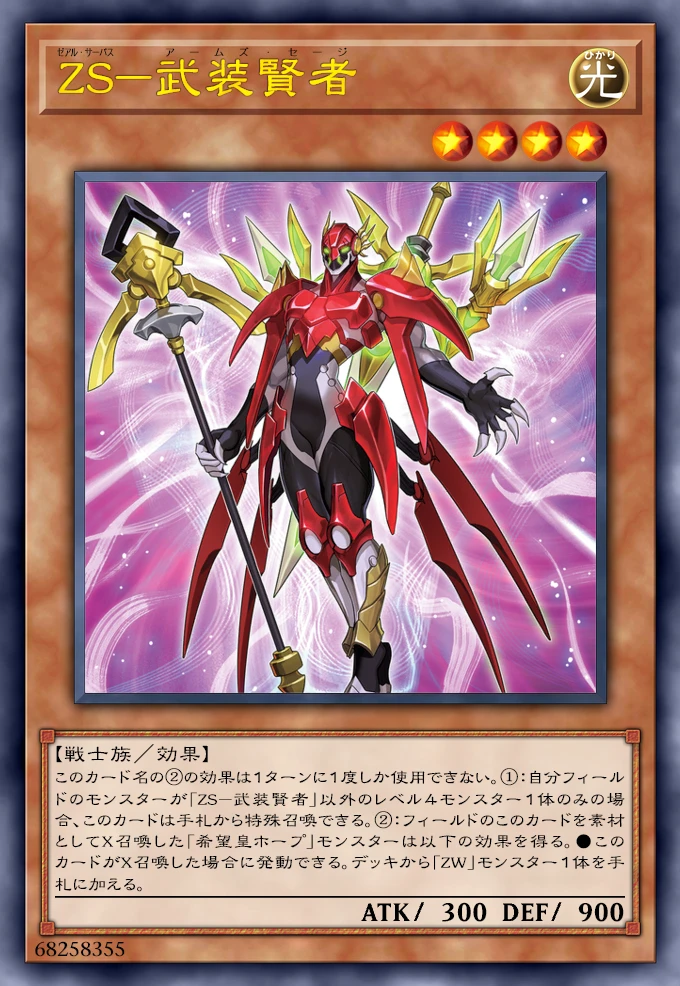 ゼアル・サーバス アームズ・セージ
ZS－武装賢者
ひかり
光
【戦士族／効果】
このカード名の②の効果は１ターンに１度しか使用できない。①：自分フィール
ドのモンスターが「ZS－武装賢者」以外のレベル４モンスター１体のみの場
合、このカードは手札から特殊召喚できる。②：フィールドのこのカードを素材
としてX召喚した「希望皇ホープ」モンスターは以下の効果を得る。●この
カードがX召喚した場合に発動できる。デッキから「ZW」モンスター１体を手
札に加える。
ATK/ 300 DEF/ 900
68258355